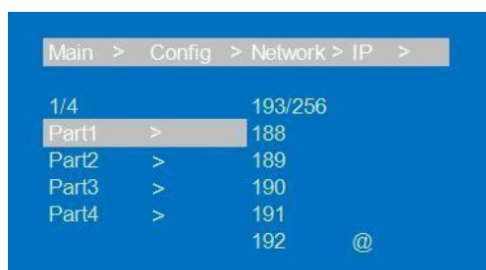 Main > Config > Network > IP >
1/4 193/256
Part1 > 188
Part2 > 189
Part3 > 190
Part4 > 191
192 @